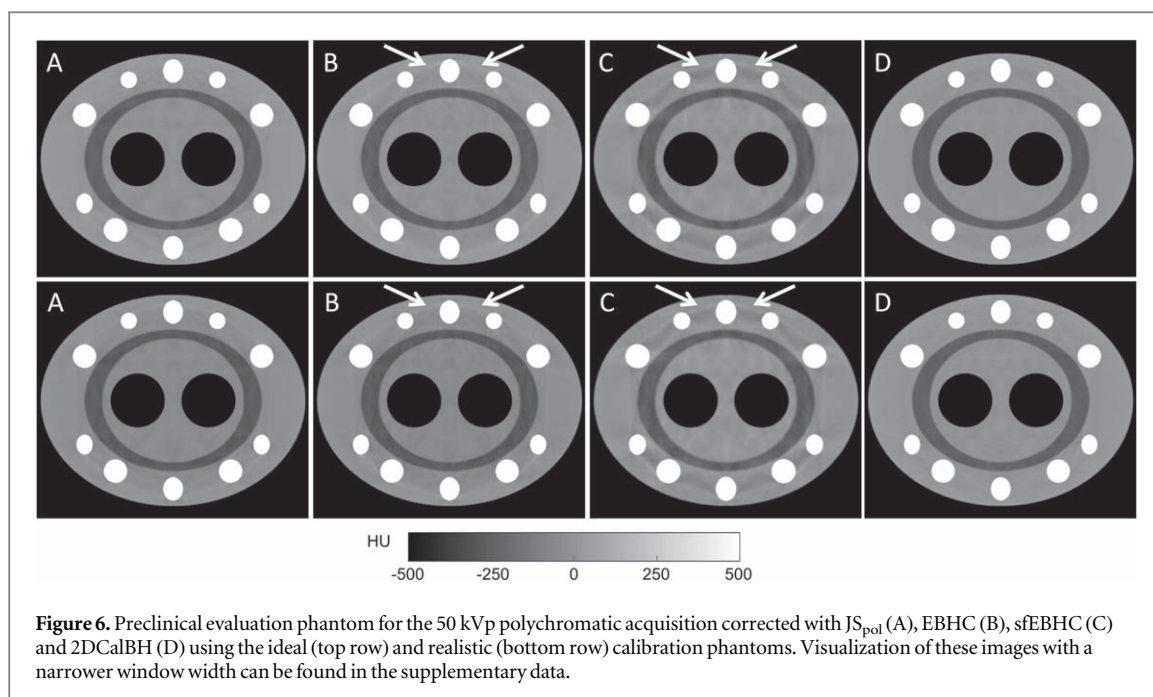 A B C D
A B C D
HU
-500 -250 0 250 500
Figure 6. Preclinical evaluation phantom for the 50 kVp polychromatic acquisition corrected with JSpol (A), EBHC (B), sfEBHC (C)
and 2DCalBH (D) using the ideal (top row) and realistic (bottom row) calibration phantoms. Visualization of these images with a
narrower window width can be found in the supplementary data.